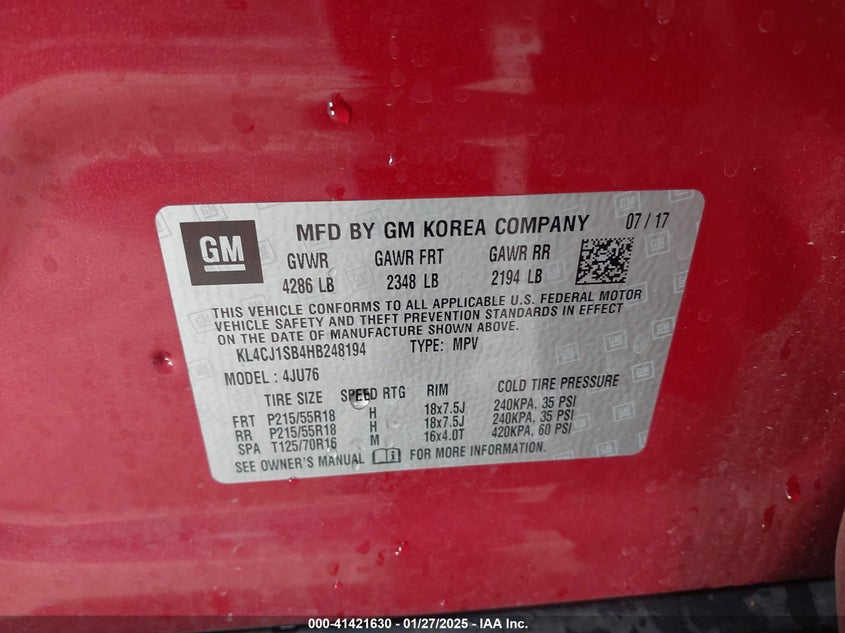 GM
MFD BY GM KOREA COMPANY 07 / 17
GVWR GAWR FRT GAWR RR
4286 LB 2348 LB 2194 LB
THIS VEHICLE CONFORMS TO ALL APPLICABLE U.S. FEDERAL MOTOR
VEHICLE SAFETY AND THEFT PREVENTION STANDARDS IN EFFECT
ON THE DATE OF MANUFACTURE SHOWN ABOVE.
KL4CJ1SB4HB248194 TYPE: MPV
MODEL : 4JU76
TIRE SIZE SPEED RTG RIM COLD TIRE PRESSURE
FRT P215/55R18 H 18x7.5J 240KPA, 35 PSI
RR P215/55R18 H 18x7.5J 240KPA, 35 PSI
SPA T125/70R16 M 16x4.0T 420KPA, 60 PSI
SEE OWNER'S MANUAL FOR MORE INFORMATION.
000-41421630 - 01/27/2025 - IAA Inc.